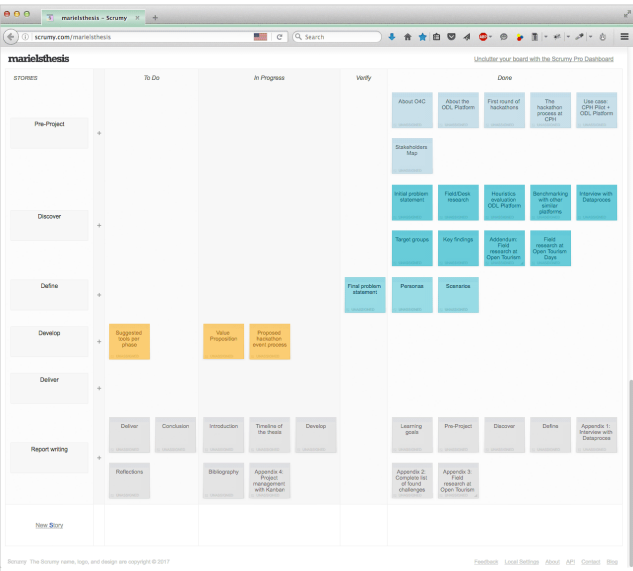 marielsthesis – Scrumy
scrumy.com/marielsthesis
Search
marielsthesis
Unclutter your board with the Scrumy Pro Dashboard
STORIES
To Do
In Progress
Verify
Done
Pre-Project
About O4C
About the
ODL Platform
First round of
hackathons
The
hackathon
process at
CPH
Use case:
CPH Pilot +
ODL Platform
Stakeholders
Map
Discover
Initial problem
statement
Field/Desk
research
Heuristics
evaluation
ODL Platform
Benchmarking
with other
similar
platforms
Interview with
Dataproces
Target groups
Key findings
Addendum:
Field
research at
Open Tourism
Field
research at
Open Tourism
Days
Define
Final problem
statement
Personas
Scenarios
Develop
Suggested
tools per
phase
Value
Proposition
Proposed
hackathon
event process
Deliver
Report writing
Deliver
Conclusion
Introduction
Timeline of
the thesis
Develop
Learning
goals
Pre-Project
Discover
Define
Appendix 1:
Interview with
Dataproces
Reflections
Bibliography
Appendix 4:
Project
management
with Kanban
Appendix 2:
Complete list
of found
challenges
Appendix 3:
Field
research at
Open Tourism
New Story
Scrumy The Scrumy name, logo, and design are copyright © 2017
Feedback Local Settings About API Contact Blog